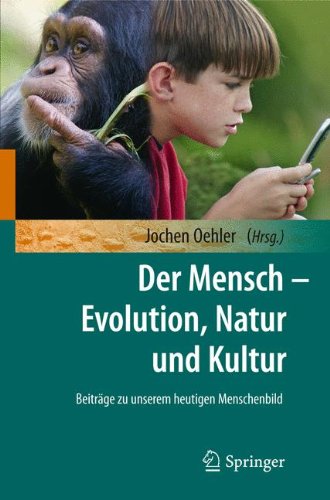 Jochen Oehler (Hrsg.)
Der Mensch –
Evolution, Natur
und Kultur
Beiträge zu unserem heutigen Menschenbild
Springer